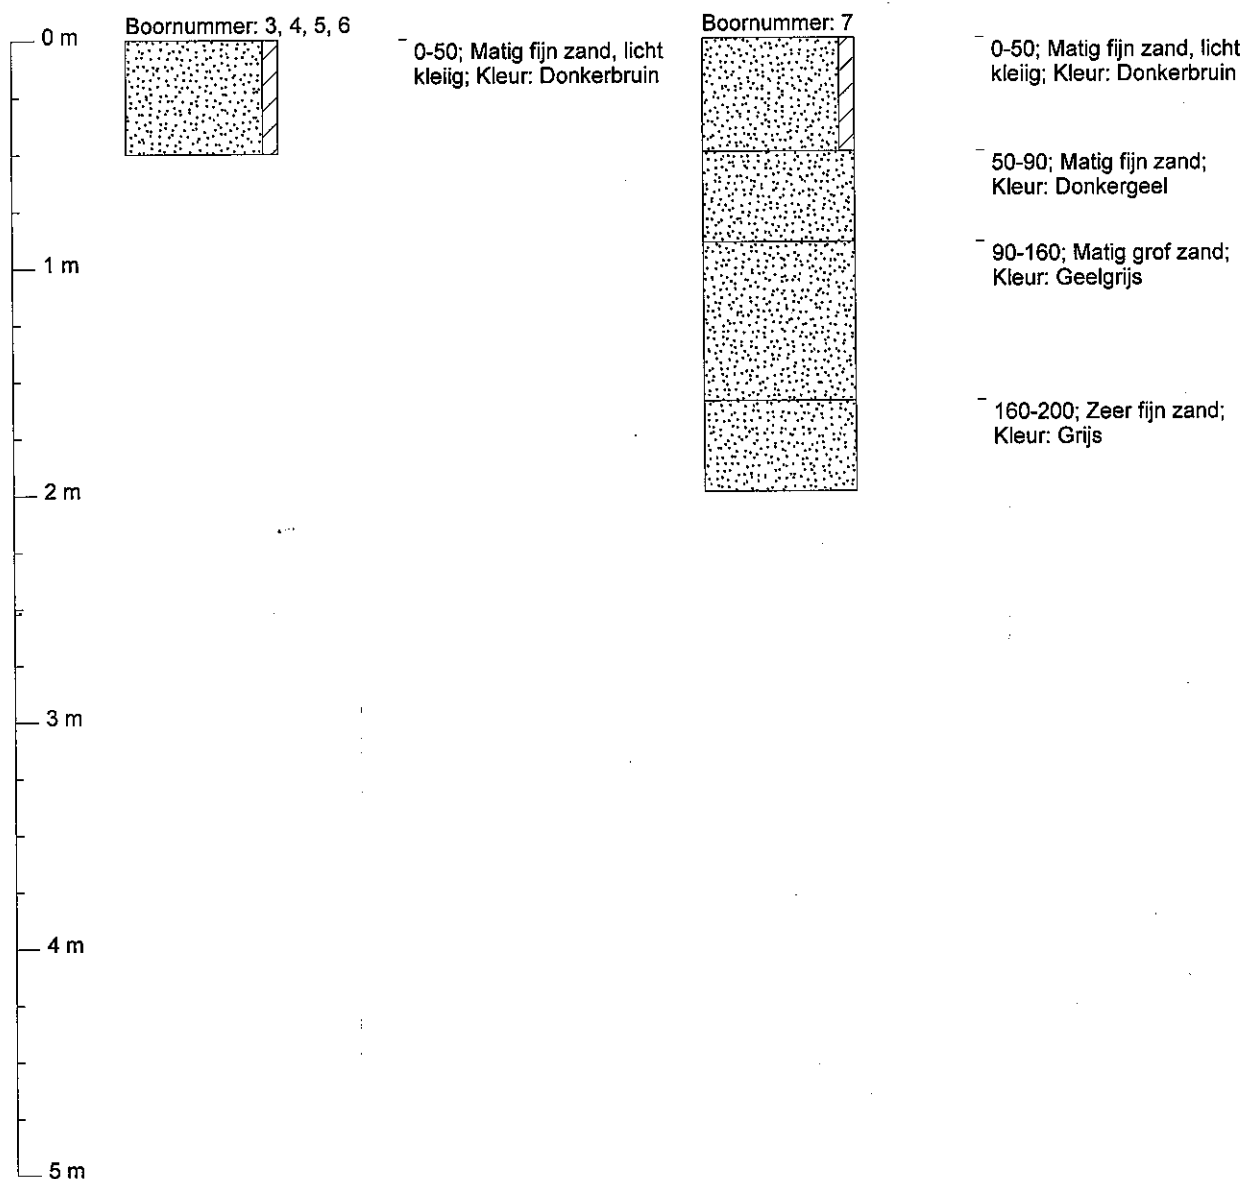 0 m
1 m
2 m
3 m
4 m
5 m
Boornummer: 3, 4, 5, 6
0-50; Matig fijn zand, licht
kleiig; Kleur: Donkerbruin
Boornummer: 7
0-50; Matig fijn zand, licht
kleiig; Kleur: Donkerbruin
50-90; Matig fijn zand;
Kleur: Donkergeel
90-160; Matig grof zand;
Kleur: Geelgrijs
160-200; Zeer fijn zand;
Kleur: Grijs